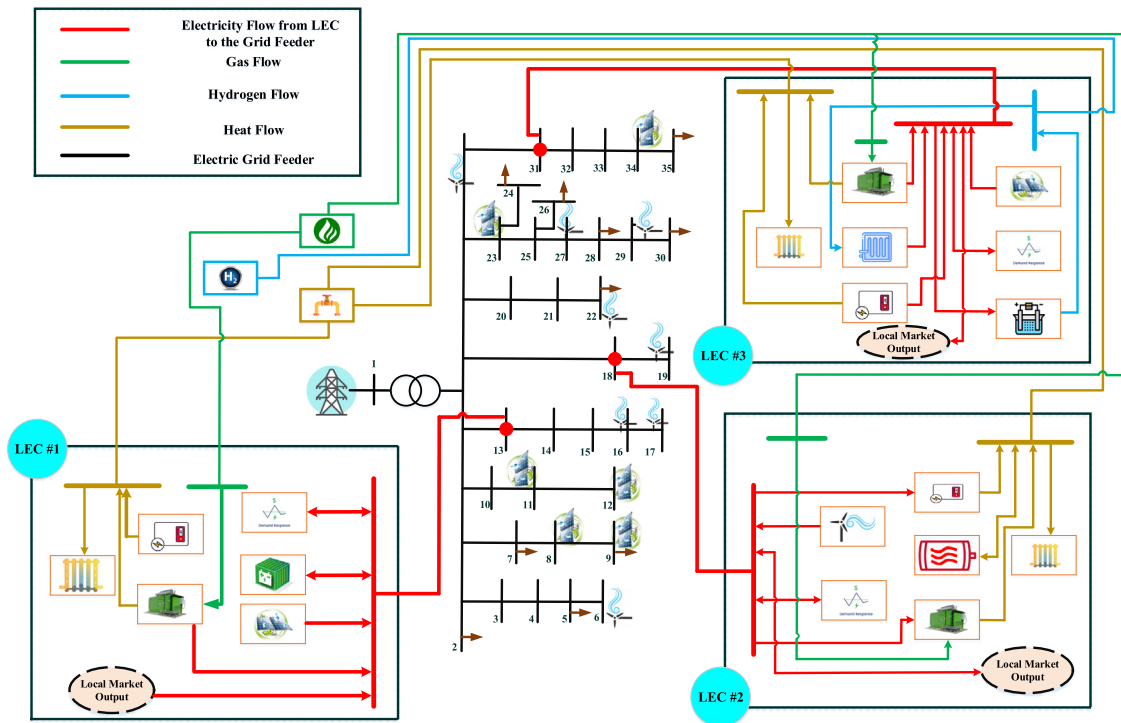 Electricity Flow from LEC
to the Grid Feeder
Gas Flow
Hydrogen Flow
Heat Flow
Electric Grid Feeder
31
32
33
34
35
24
26
23
25
27
28
29
30
H2
20
21
22
1
18
19
13
14
15
16
17
10
11
12
7
8
9
3
4
5
6
2
LEC #3
$
Demand Response
Local Market
Output
LEC #1
$
Demand Response
Local Market
Output
LEC #2
$
Demand Response
Local Market
Output